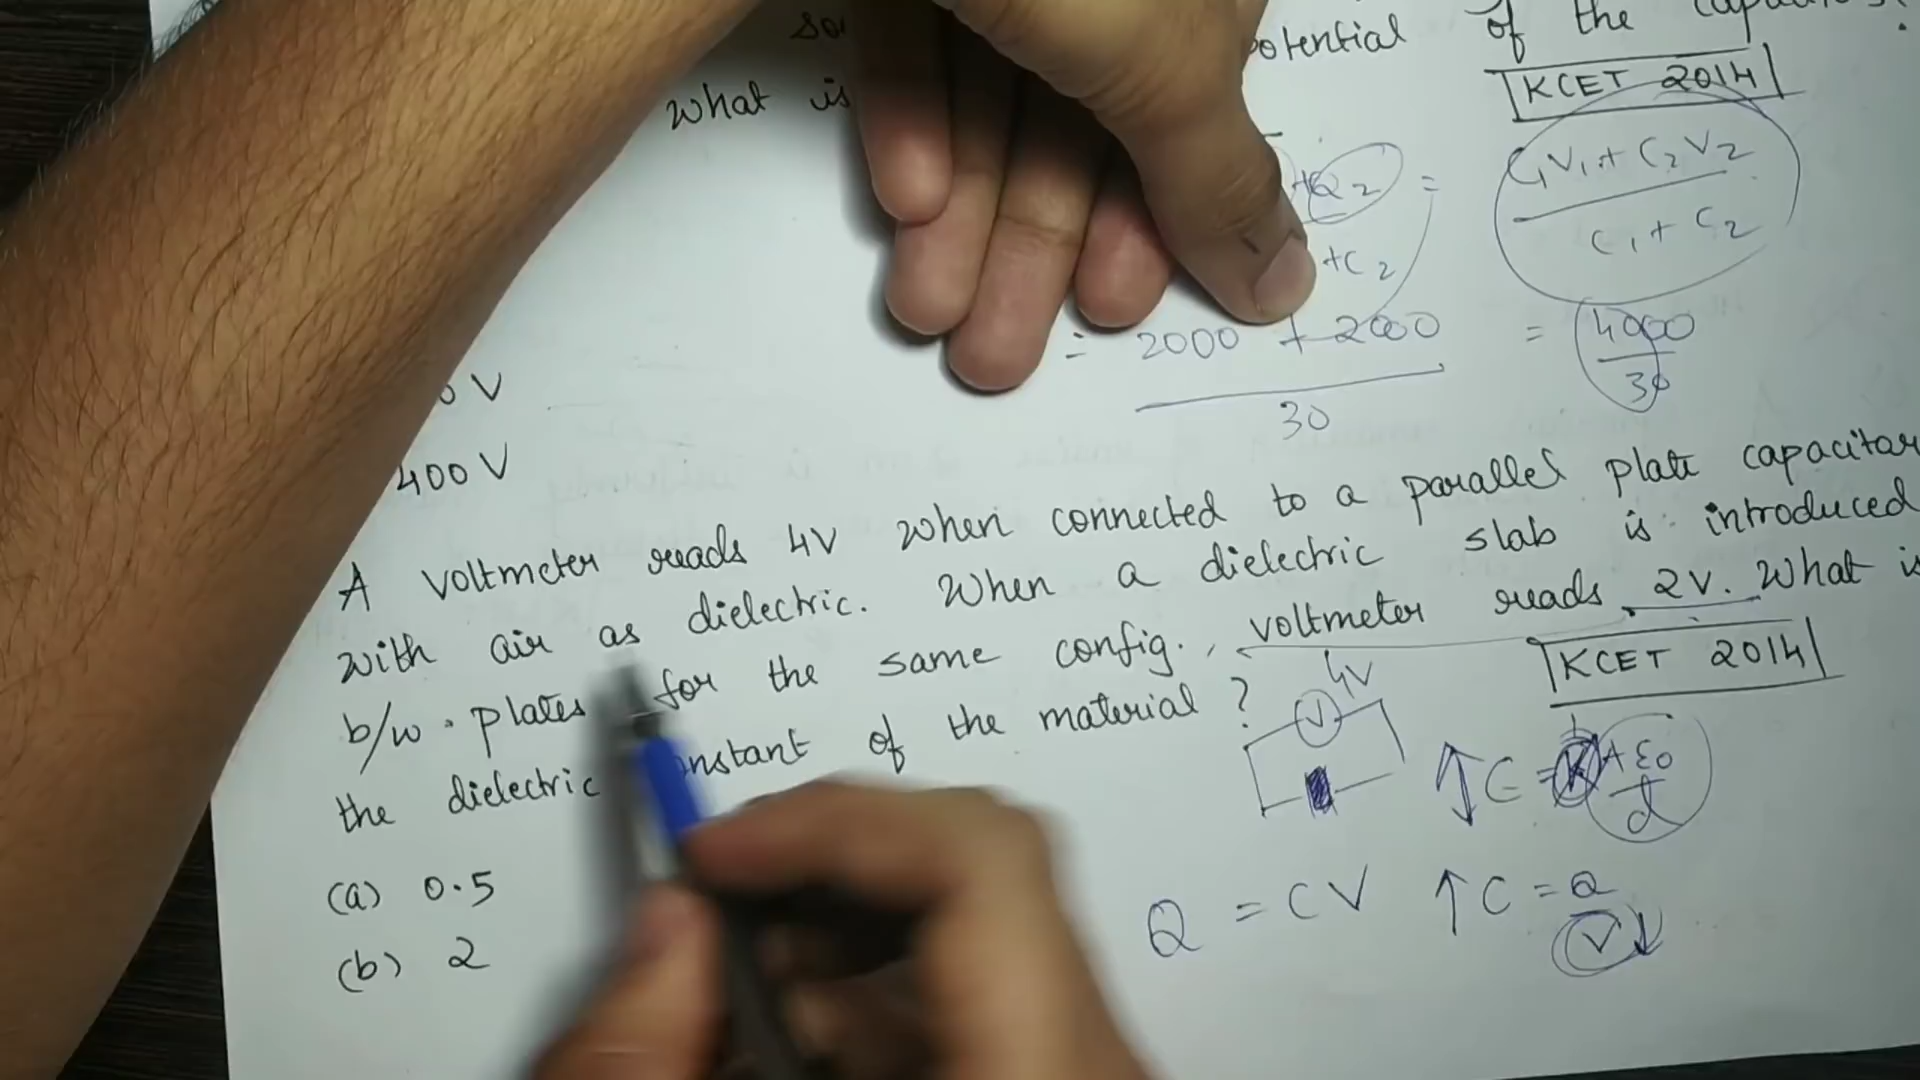 potential of the
KCET 2014
What is
+Q2 = C1V1 + C2V2
+C2 C1 + C2
= 2000 + 2000 = 4000
30 30
V
400 V
A voltmeter reads 4V when connected to a parallel plate capacitor
with air as dielectric. When a dielectric slab is introduced
b/w plates for the same config., voltmeter reads 2V. What is
the dielectric constant of the material ?
KCET 2014
4V
V
C = K A ε0
d
(a) 0.5
(b) 2
Q = CV ↑C = Q
V↓